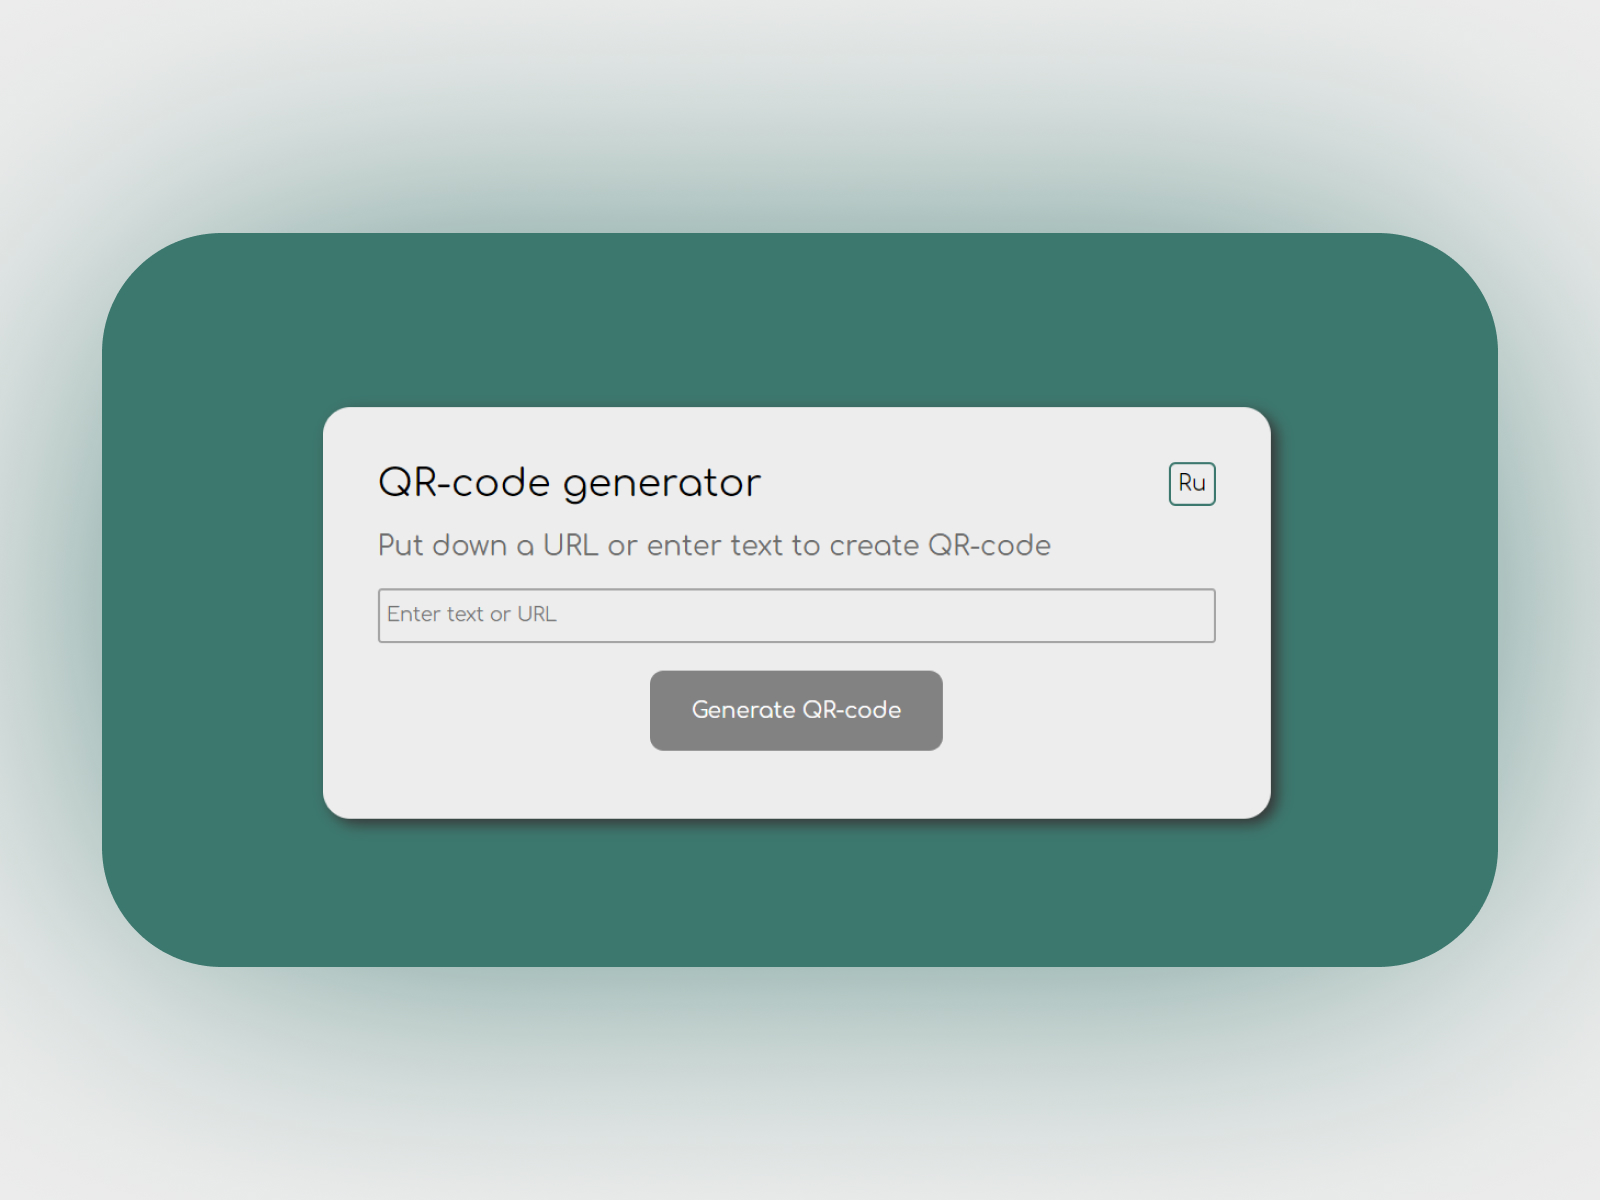 QR-code generator
Ru
Put down a URL or enter text to create QR-code
Enter text or URL
Generate QR-code